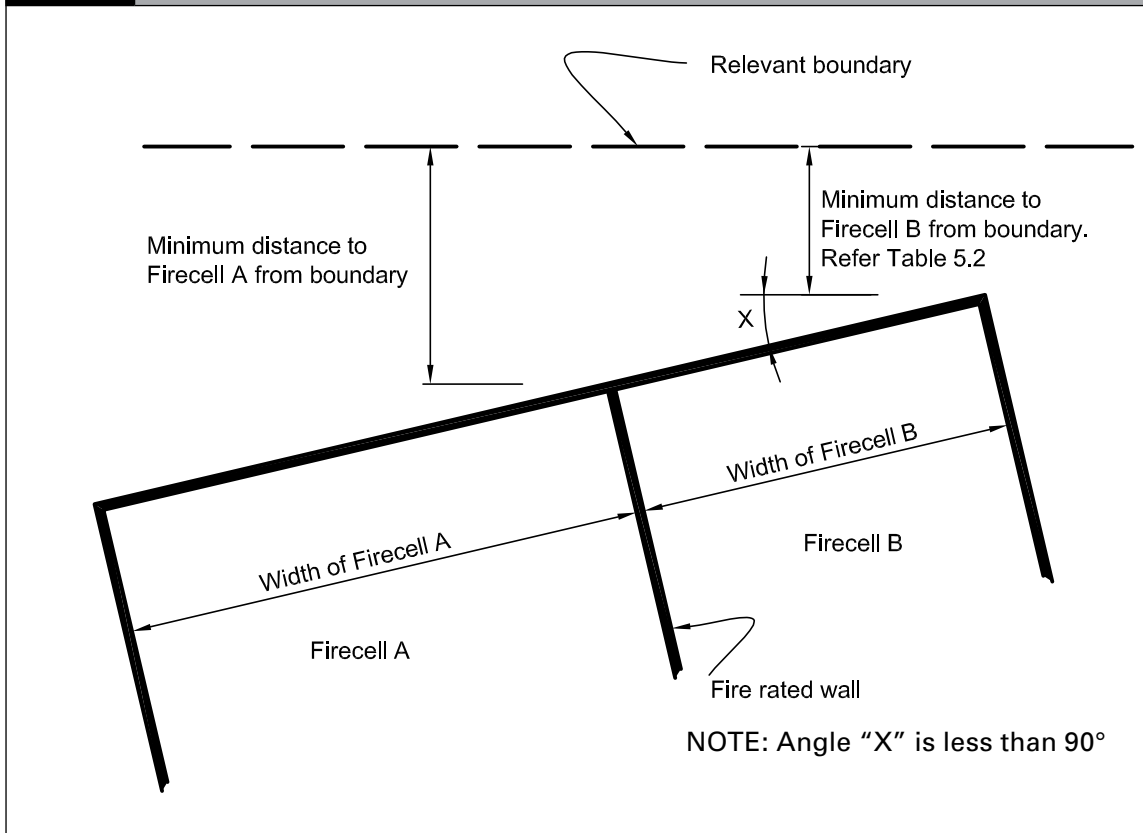 Relevant boundary
Minimum distance to
Firecell A from boundary
Minimum distance to
Firecell B from boundary.
Refer Table 5.2
X
Width of Firecell B
Width of Firecell A
Firecell B
Firecell A
Fire rated wall
NOTE: Angle “X” is less than 90°